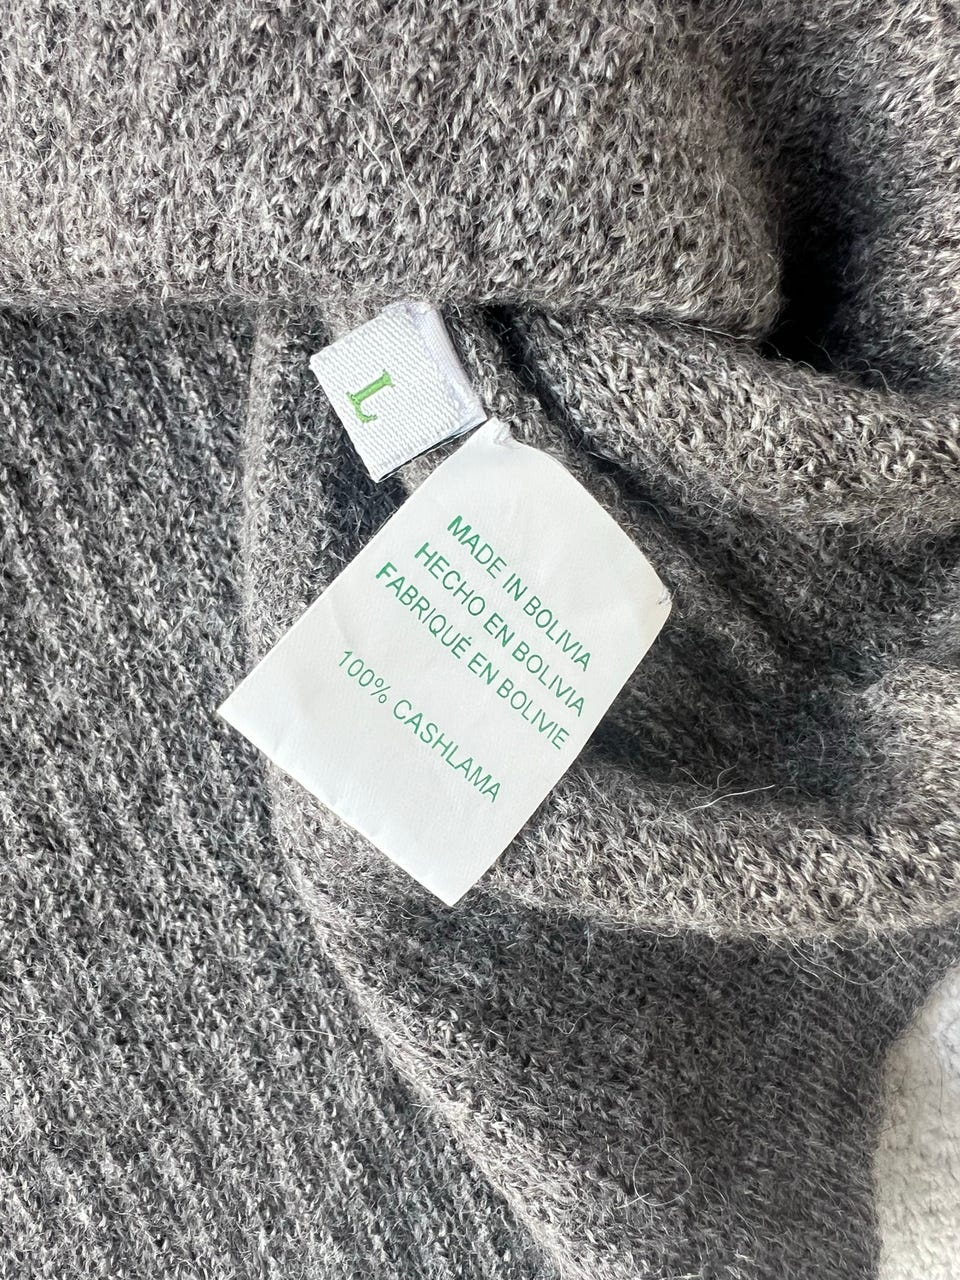 L
MADE IN BOLIVIA
HECHO EN BOLIVIA
FABRIQUÉ EN BOLIVIE
100% CASHLAMA